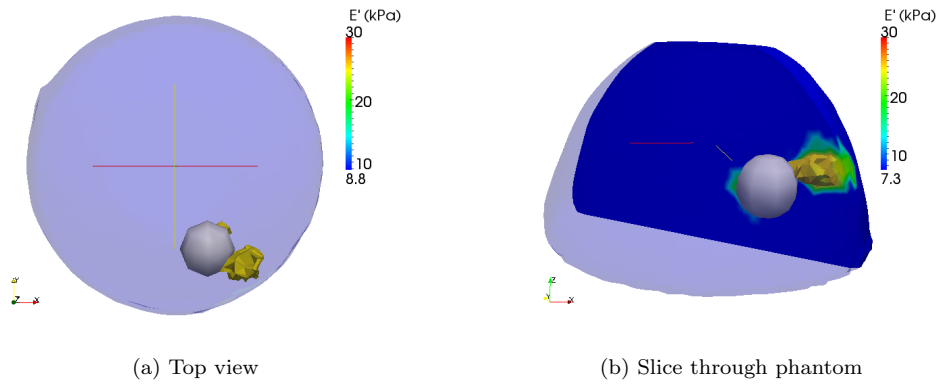 E' (kPa)
30
20
10
8.8
Y
Z
X
(a) Top view
E' (kPa)
30
20
10
7.3
Z
Y
X
(b) Slice through phantom